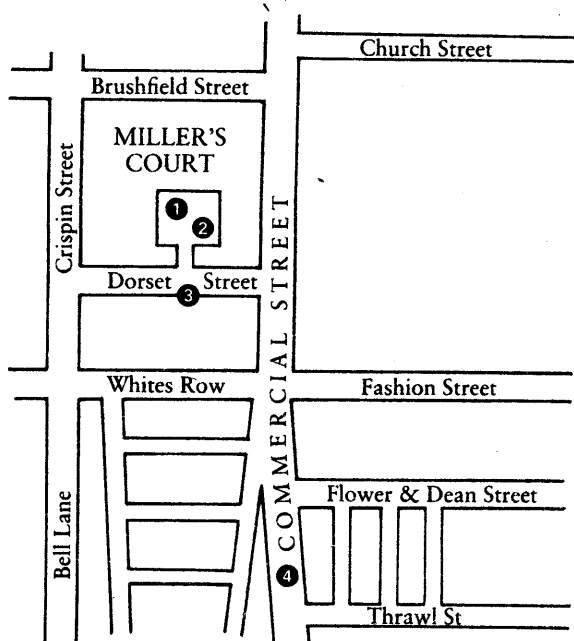 Church Street
Brushfield Street
MILLER'S
COURT
Crispin Street
1
2
Dorset Street
3
COMMERCIAL STREET
Whites Row
Fashion Street
Flower & Dean Street
Bell Lane
4
Thrawl St